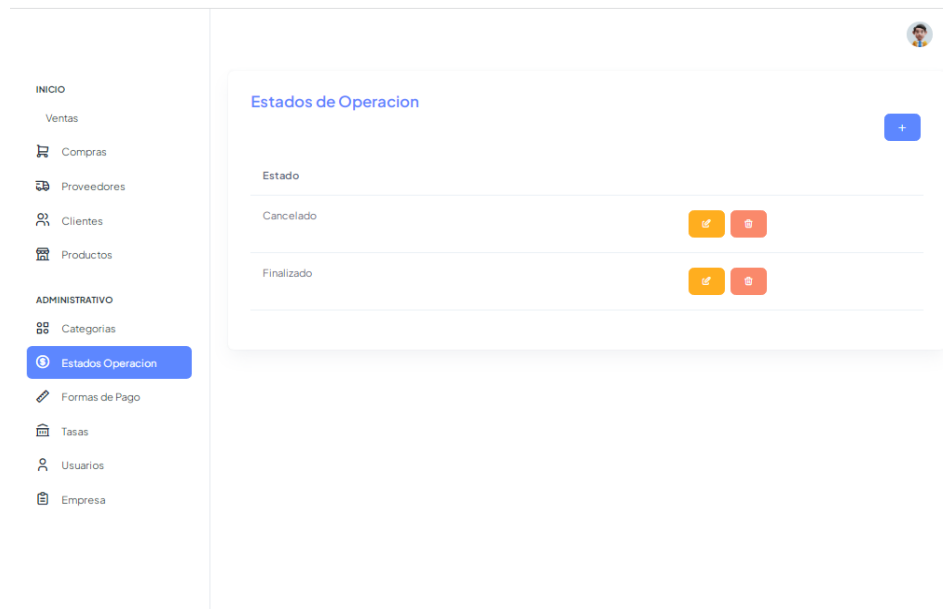 INICIO
Ventas
Compras
Proveedores
Clientes
Productos
ADMINISTRATIVO
Categorias
Estados Operacion
Formas de Pago
Tasas
Usuarios
Empresa
Estados de Operacion
+
Estado
Cancelado
Finalizado